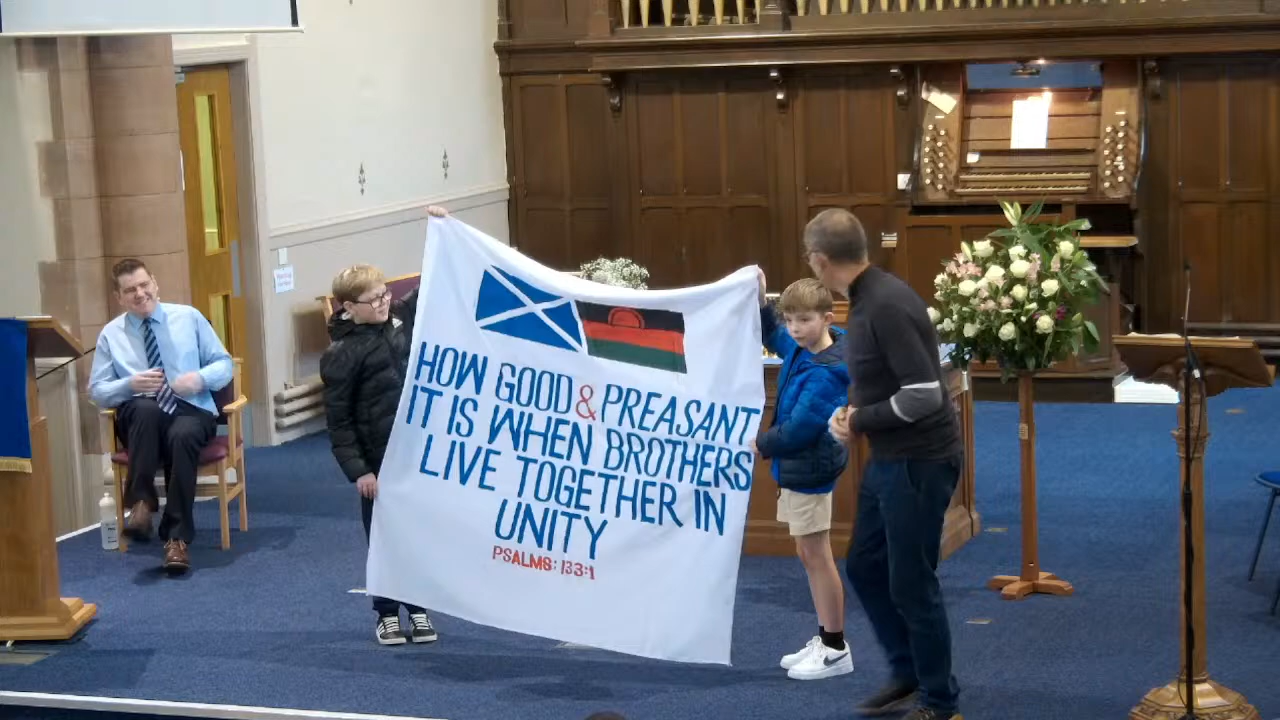 HOW GOOD & PREASANT
IT IS WHEN BROTHERS
LIVE TOGETHER IN
UNITY
PSALMS: 133:1